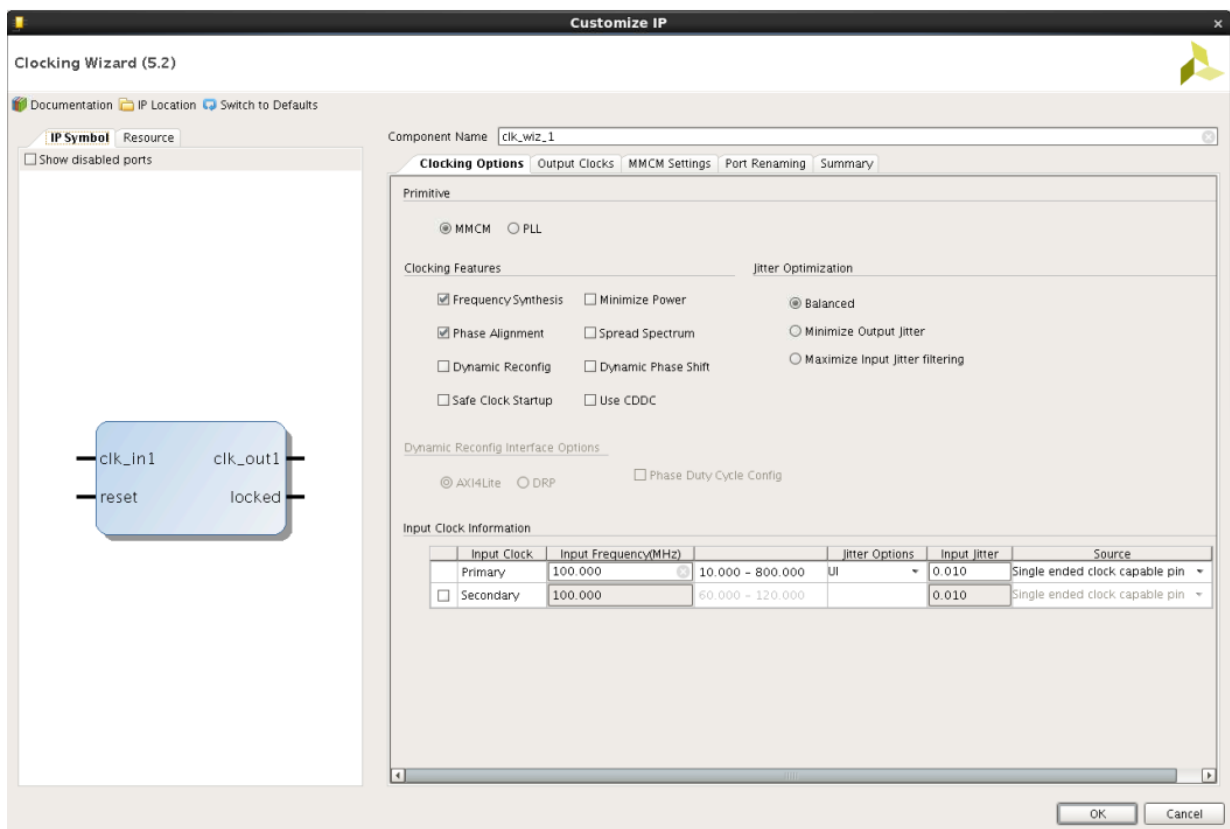 Customize IP
Clocking Wizard (5.2)
Documentation IP Location Switch to Defaults
IP Symbol Resource
Show disabled ports
clk_in1 clk_out1
reset locked
Component Name clk_wiz_1
Clocking Options Output Clocks MMCM Settings Port Renaming Summary
Primitive
MMCM PLL
Clocking Features Jitter Optimization
Frequency Synthesis Minimize Power Balanced
Phase Alignment Spread Spectrum Minimize Output Jitter
Dynamic Reconfig Dynamic Phase Shift Maximize Input Jitter filtering
Safe Clock Startup Use CDDC
Dynamic Reconfig Interface Options
AXI4Lite DRP Phase Duty Cycle Config
Input Clock Information
Input Clock Input Frequency(MHz) Jitter Options Input Jitter Source
Primary 100.000 10.000 - 800.000 UI 0.010 Single ended clock capable pin
Secondary 100.000 60.000 - 120.000 0.010 Single ended clock capable pin
OK Cancel